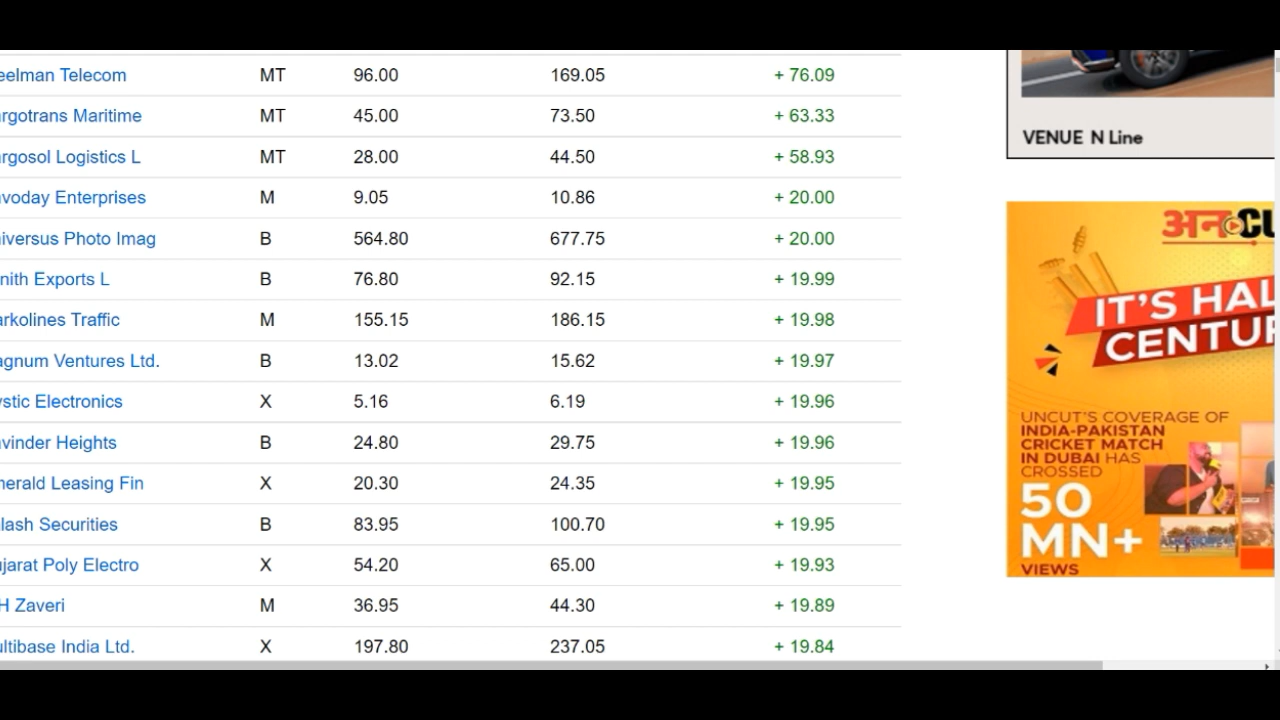 eelman Telecom MT 96.00 169.05 + 76.09
rgotrans Maritime MT 45.00 73.50 + 63.33
rgosol Logistics L MT 28.00 44.50 + 58.93
voday Enterprises M 9.05 10.86 + 20.00
iversus Photo Imag B 564.80 677.75 + 20.00
nith Exports L B 76.80 92.15 + 19.99
arkolines Traffic M 155.15 186.15 + 19.98
agnum Ventures Ltd. B 13.02 15.62 + 19.97
stic Electronics X 5.16 6.19 + 19.96
vinder Heights B 24.80 29.75 + 19.96
nerald Leasing Fin X 20.30 24.35 + 19.95
lash Securities B 83.95 100.70 + 19.95
jarat Poly Electro X 54.20 65.00 + 19.93
H Zaveri M 36.95 44.30 + 19.89
ultibase India Ltd. X 197.80 237.05 + 19.84
VENUE N Line
अनCU
IT'S HAL
CENTUR
UNCUT'S COVERAGE OF
INDIA-PAKISTAN
CRICKET MATCH
IN DUBAI HAS
CROSSED
50
MN+
VIEWS